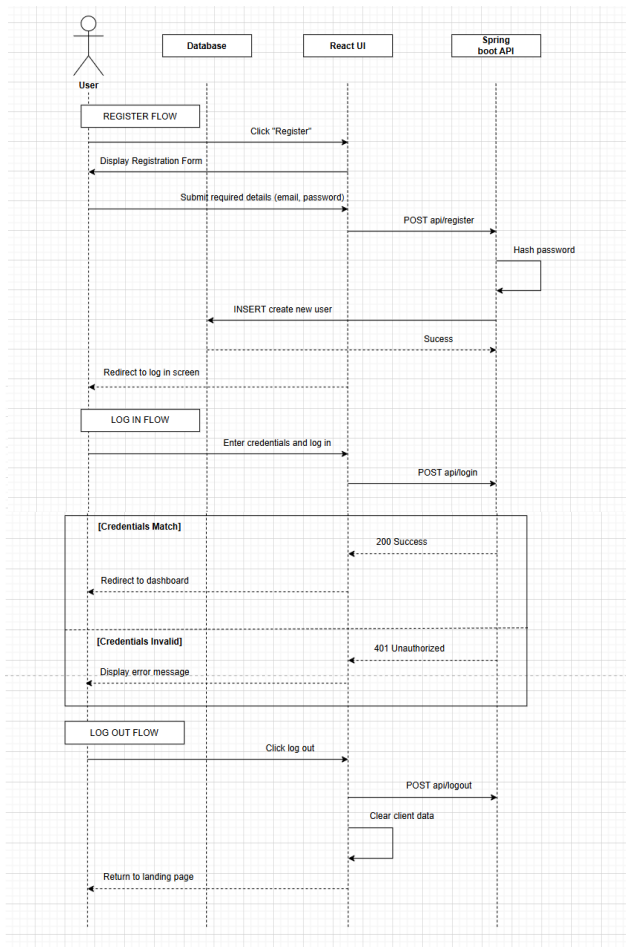 Database
React UI
Spring
boot API
User
REGISTER FLOW
Click "Register"
Display Registration Form
Submit required details (email, password)
POST api/register
Hash password
INSERT create new user
Sucess
Redirect to log in screen
LOG IN FLOW
Enter credentials and log in
POST api/login
[Credentials Match]
200 Success
Redirect to dashboard
[Credentials Invalid]
401 Unauthorized
Display error message
LOG OUT FLOW
Click log out
POST api/logout
Clear client data
Return to landing page